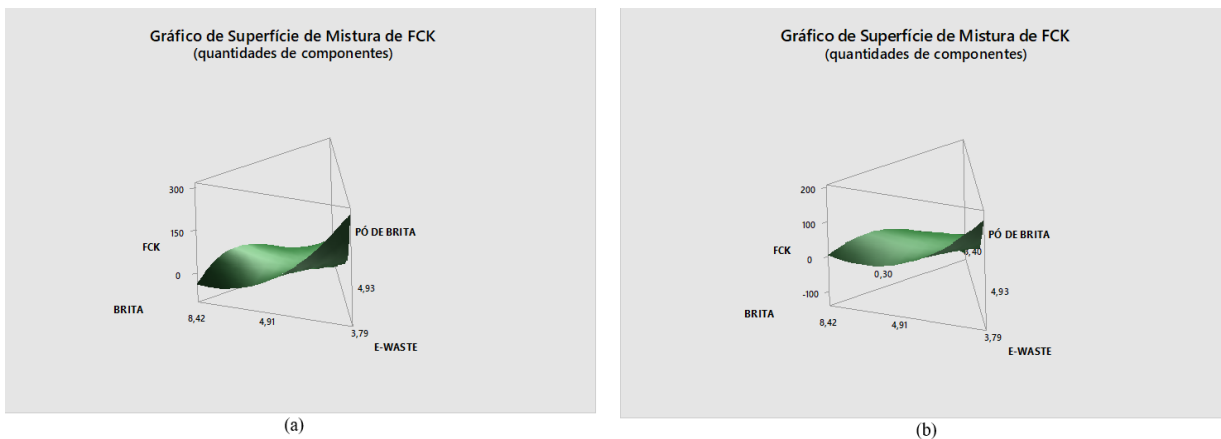 Gráfico de Superfície de Mistura de FCK
(quantidades de componentes)
300
150
0
FCK
PÓ DE BRITA
4,93
BRITA
8,42
4,91
3,79
E-WASTE
(a)
Gráfico de Superfície de Mistura de FCK
(quantidades de componentes)
200
100
0
-100
FCK
PÓ DE BRITA
0,30
4,93
BRITA
8,42
4,91
3,79
E-WASTE
(b)